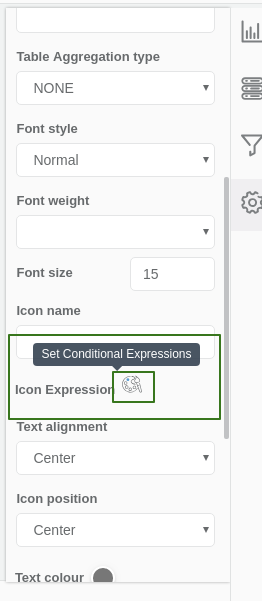 Table Aggregation type
NONE
Font style
Normal
Font weight
Font size
15
Icon name
Set Conditional Expressions
Icon Expression
Text alignment
Center
Icon position
Center
Text colour